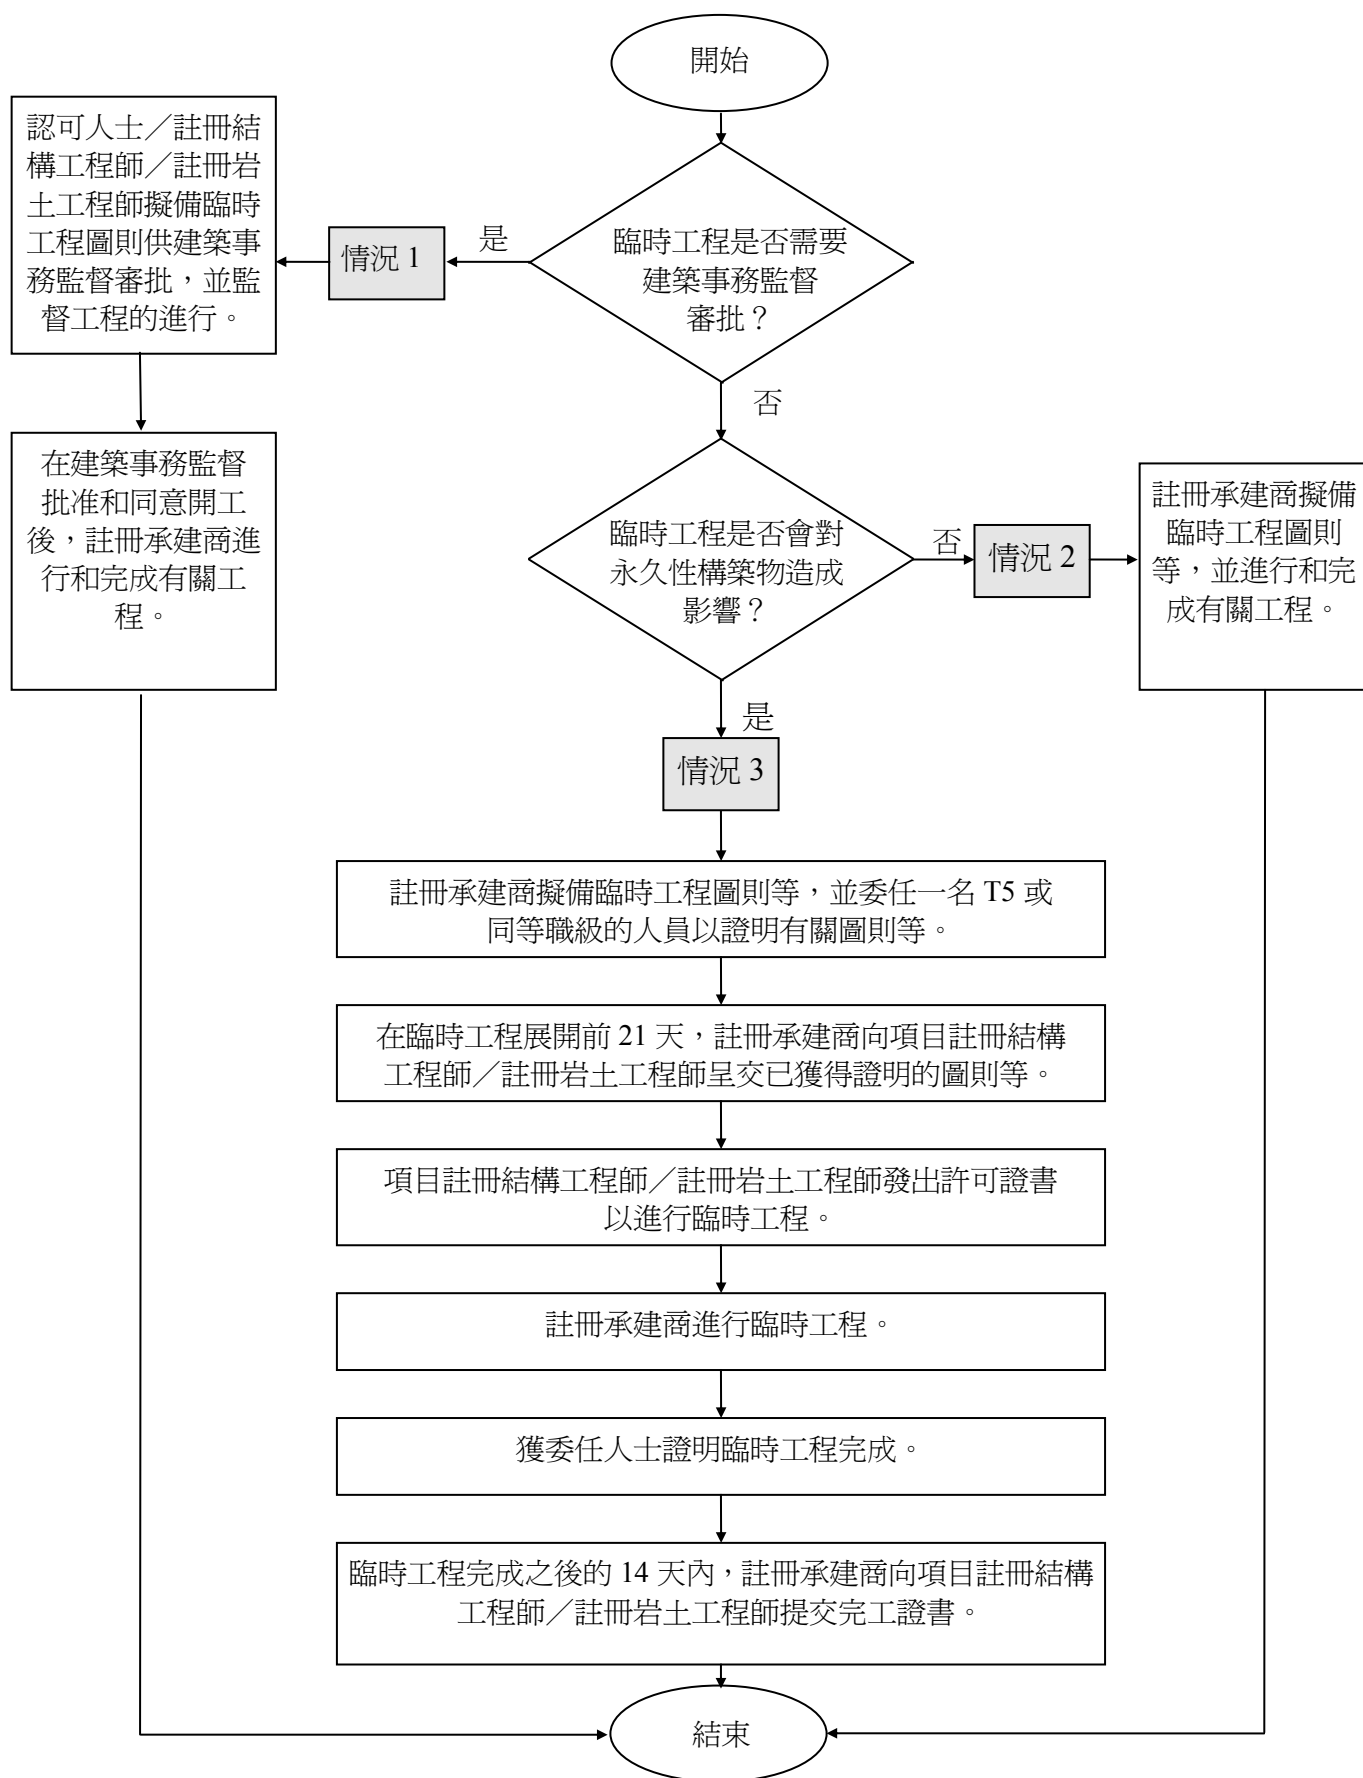 開始
認可人士／註冊結
構工程師／註冊岩
土工程師擬備臨時
工程圖則供建築事
務監督審批，並監
督工程的進行。
情況 1
是
臨時工程是否需要
建築事務監督
審批？
否
在建築事務監督
批准和同意開工
後，註冊承建商進
行和完成有關工
程。
臨時工程是否會對
永久性構築物造成
影響？
否
情況 2
註冊承建商擬備
臨時工程圖則
等，並進行和完
成有關工程。
是
情況 3
註冊承建商擬備臨時工程圖則等，並委任一名 T5 或
同等職級的人員以證明有關圖則等。
在臨時工程展開前 21 天，註冊承建商向項目註冊結構
工程師／註冊岩土工程師呈交已獲得證明的圖則等。
項目註冊結構工程師／註冊岩土工程師發出許可證書
以進行臨時工程。
註冊承建商進行臨時工程。
獲委任人士證明臨時工程完成。
臨時工程完成之後的 14 天內，註冊承建商向項目註冊結構
工程師／註冊岩土工程師提交完工證書。
結束